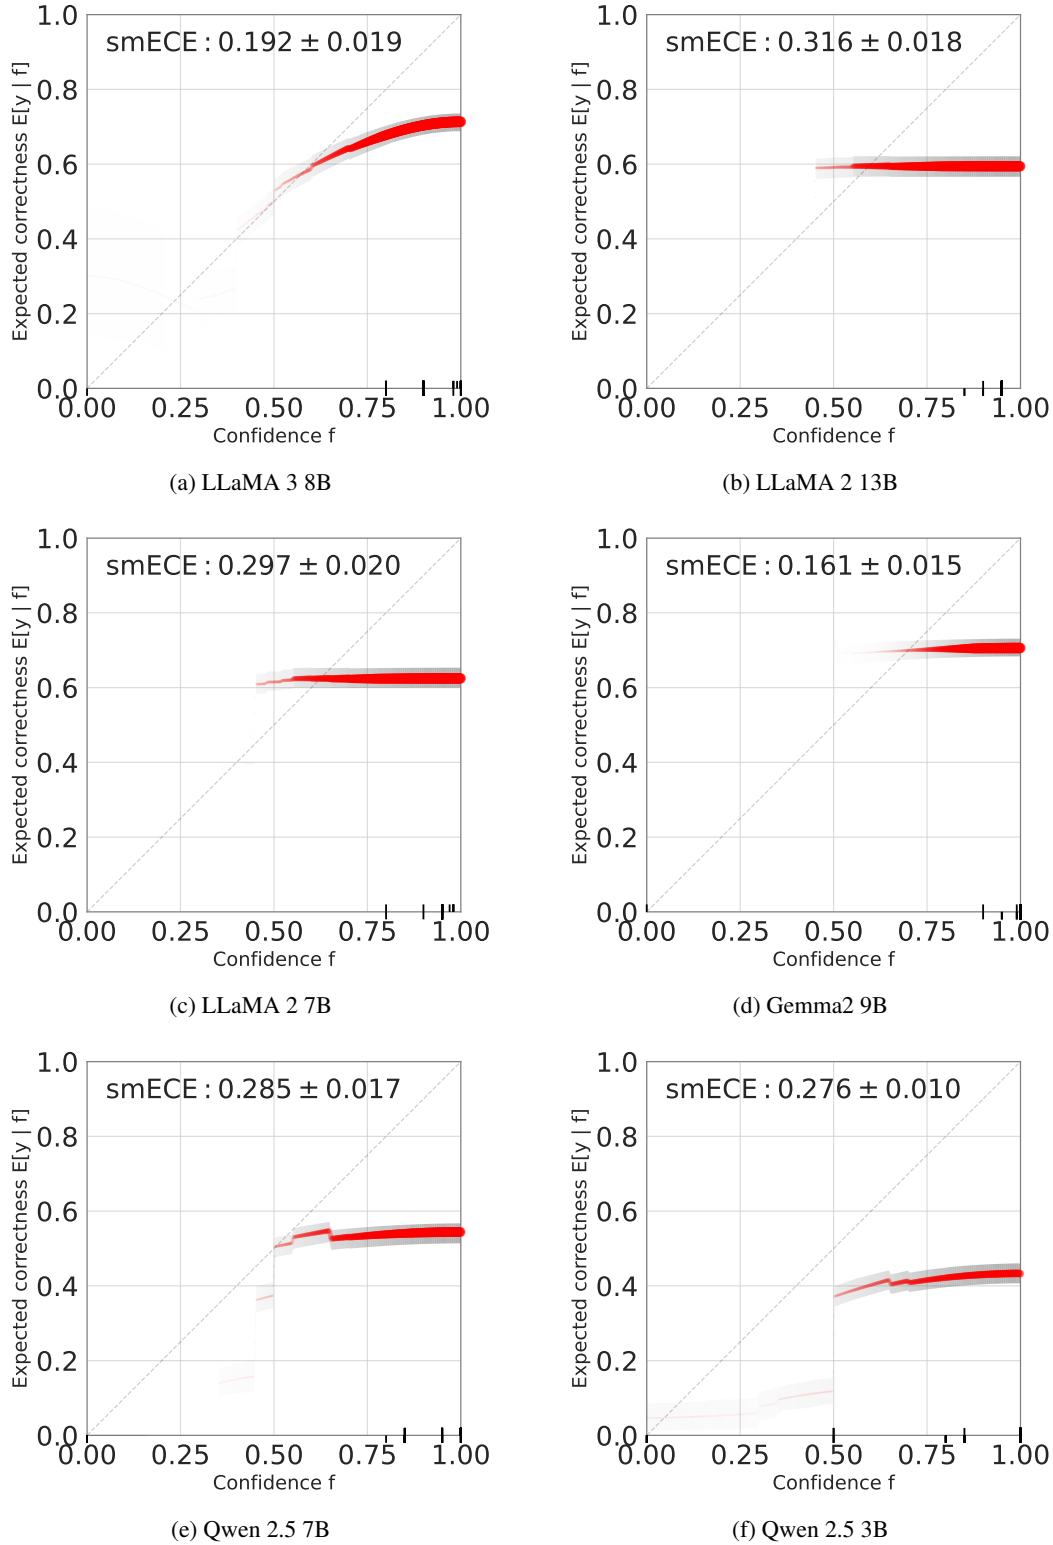 smECE : 0.192 ± 0.019
Expected correctness E[y | f]
1.0
0.8
0.6
0.4
0.2
0.0
0.00 0.25 0.50 0.75 1.00
Confidence f
(a) LLaMA 3 8B
smECE : 0.316 ± 0.018
Expected correctness E[y | f]
1.0
0.8
0.6
0.4
0.2
0.0
0.00 0.25 0.50 0.75 1.00
Confidence f
(b) LLaMA 2 13B
smECE : 0.297 ± 0.020
Expected correctness E[y | f]
1.0
0.8
0.6
0.4
0.2
0.0
0.00 0.25 0.50 0.75 1.00
Confidence f
(c) LLaMA 2 7B
smECE : 0.161 ± 0.015
Expected correctness E[y | f]
1.0
0.8
0.6
0.4
0.2
0.0
0.00 0.25 0.50 0.75 1.00
Confidence f
(d) Gemma2 9B
smECE : 0.285 ± 0.017
Expected correctness E[y | f]
1.0
0.8
0.6
0.4
0.2
0.0
0.00 0.25 0.50 0.75 1.00
Confidence f
(e) Qwen 2.5 7B
smECE : 0.276 ± 0.010
Expected correctness E[y | f]
1.0
0.8
0.6
0.4
0.2
0.0
0.00 0.25 0.50 0.75 1.00
Confidence f
(f) Qwen 2.5 3B